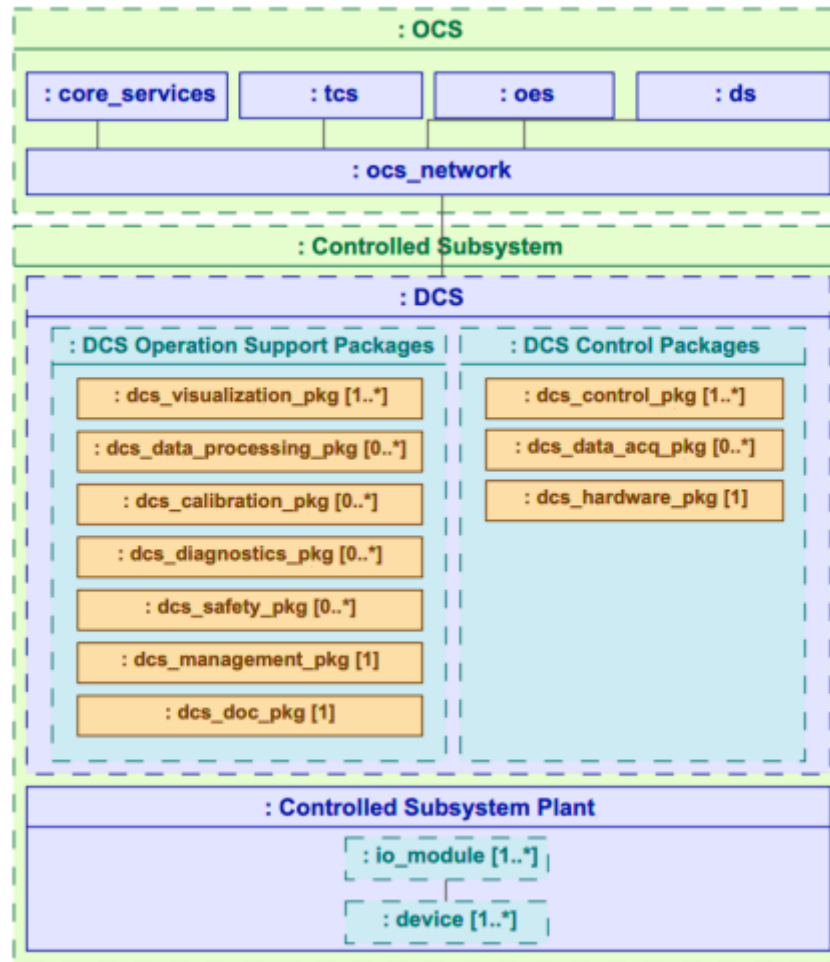 : OCS
: core_services
: tcs
: oes
: ds
: ocs_network
: Controlled Subsystem
: DCS
: DCS Operation Support Packages
: dcs_visualization_pkg [1..*]
: dcs_data_processing_pkg [0..*]
: dcs_calibration_pkg [0..*]
: dcs_diagnostics_pkg [0..*]
: dcs_safety_pkg [0..*]
: dcs_management_pkg [1]
: dcs_doc_pkg [1]
: DCS Control Packages
: dcs_control_pkg [1..*]
: dcs_data_acq_pkg [0..*]
: dcs_hardware_pkg [1]
: Controlled Subsystem Plant
: io_module [1..*]
: device [1..*]